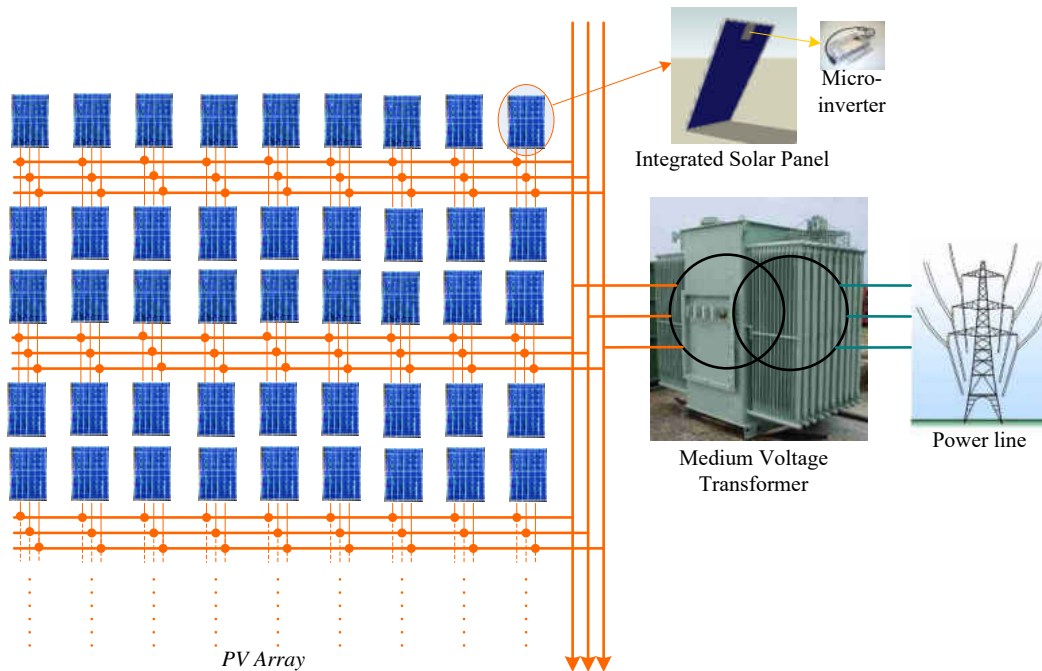 Micro-
inverter
Integrated Solar Panel
Medium Voltage
Transformer
Power line
PV Array